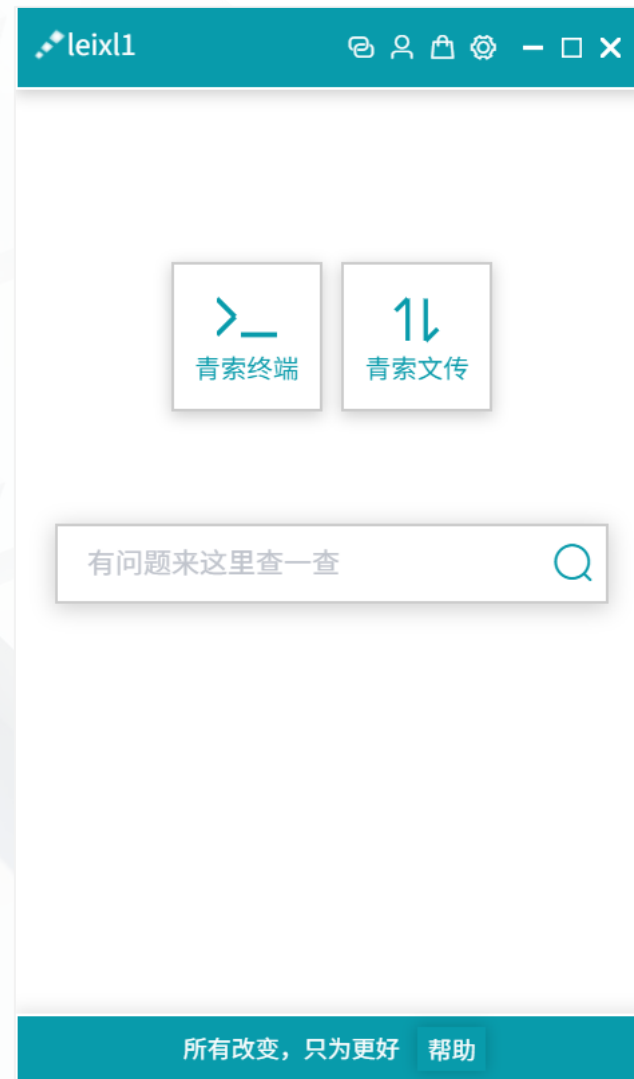 leixl1
青索终端
青索文传
有问题来这里查一查
所有改变，只为更好 帮助